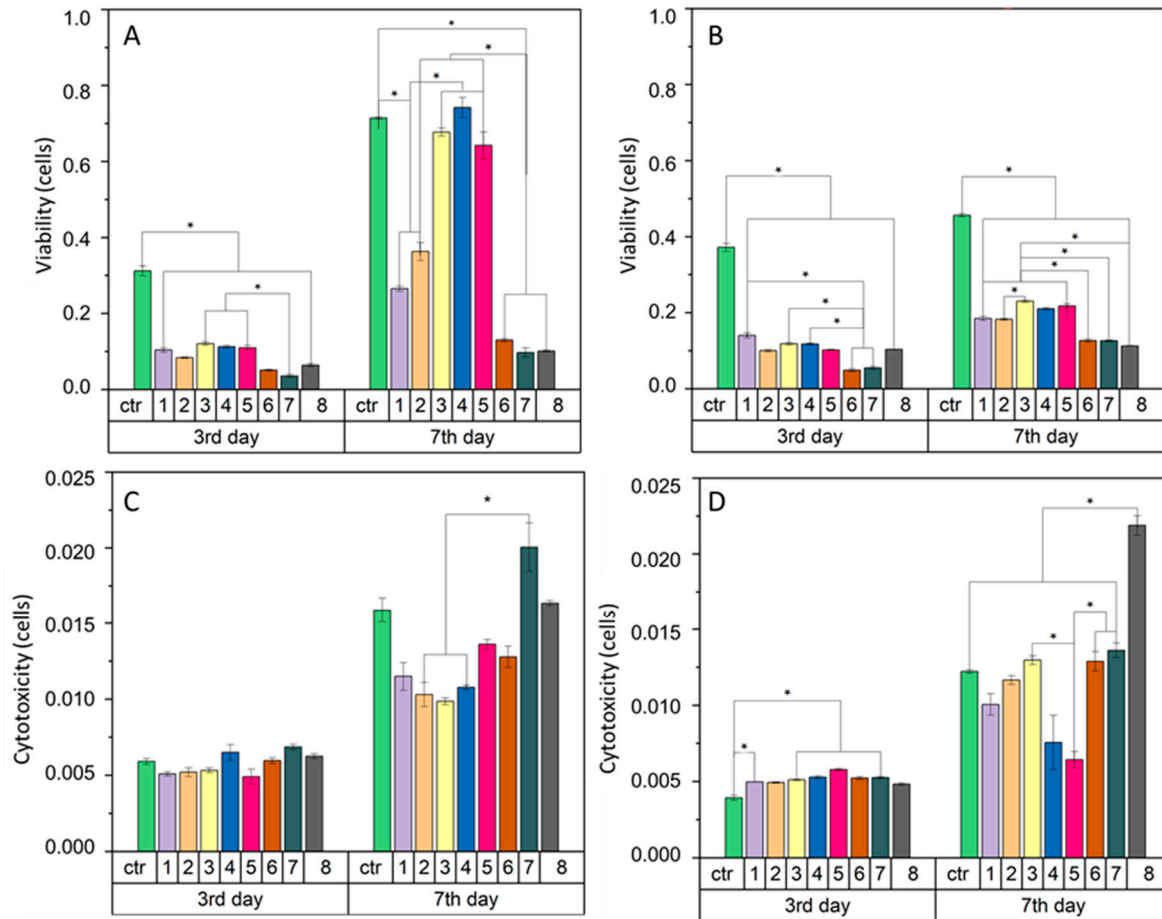 A
Viability (cells)
1.0
0.8
0.6
0.4
0.2
0.0
* * * * * *
ctr 1 2 3 4 5 6 7 8 ctr 1 2 3 4 5 6 7 8
3rd day 7th day
B
Viability (cells)
1.0
0.8
0.6
0.4
0.2
0.0
* * * * * * * * *
ctr 1 2 3 4 5 6 7 8 ctr 1 2 3 4 5 6 7 8
3rd day 7th day
C
Cytotoxicity (cells)
0.025
0.020
0.015
0.010
0.005
0.000
*
ctr 1 2 3 4 5 6 7 8 ctr 1 2 3 4 5 6 7 8
3rd day 7th day
D
Cytotoxicity (cells)
0.025
0.020
0.015
0.010
0.005
0.000
* * * * *
ctr 1 2 3 4 5 6 7 8 ctr 1 2 3 4 5 6 7 8
3rd day 7th day